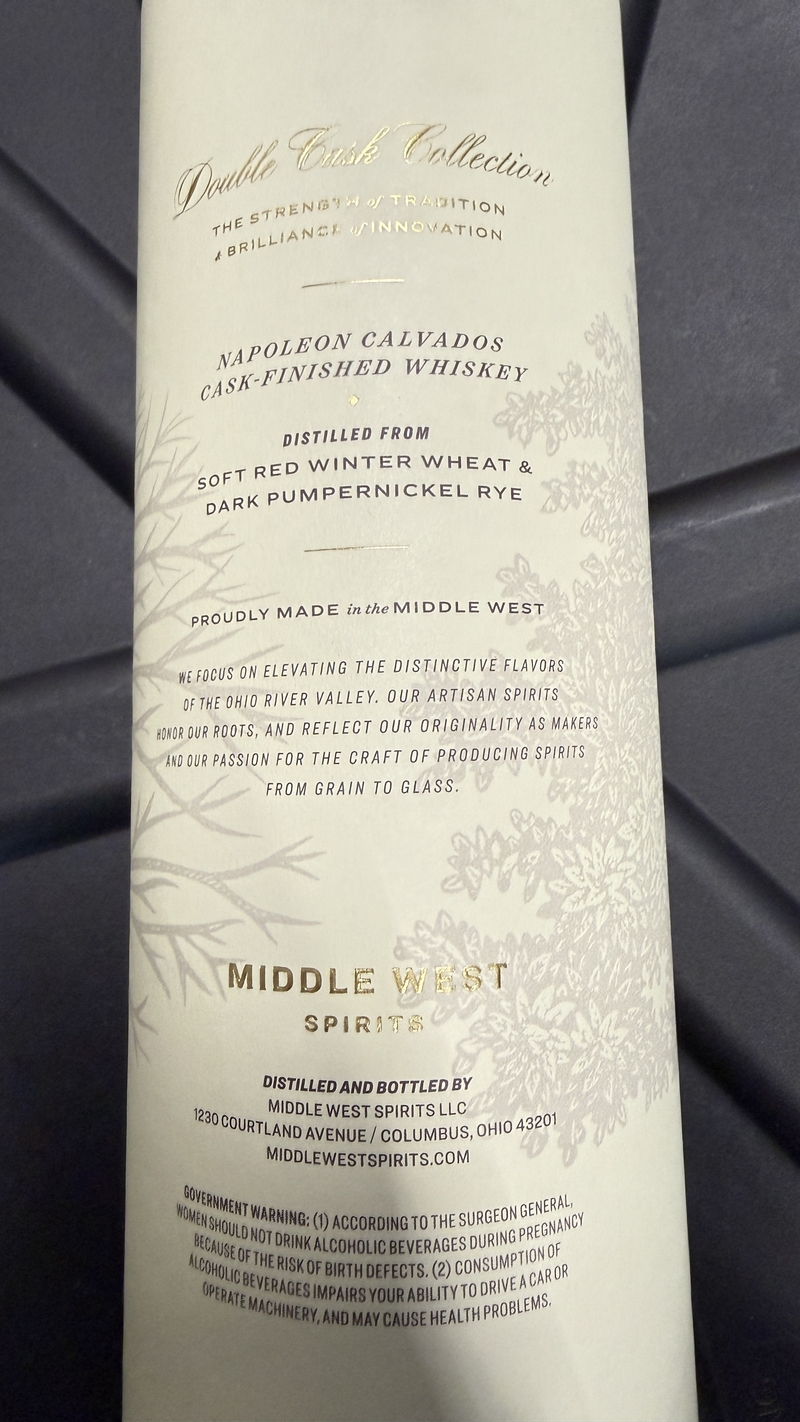 Double Cask Collection
THE STRENGTH of TRADITION
& BRILLIANCE of INNOVATION
NAPOLEON CALVADOS
CASK-FINISHED WHISKEY
DISTILLED FROM
SOFT RED WINTER WHEAT &
DARK PUMPERNICKEL RYE
PROUDLY MADE in the MIDDLE WEST
WE FOCUS ON ELEVATING THE DISTINCTIVE FLAVORS
OF THE OHIO RIVER VALLEY. OUR ARTISAN SPIRITS
HONOR OUR ROOTS, AND REFLECT OUR ORIGINALITY AS MAKERS
AND OUR PASSION FOR THE CRAFT OF PRODUCING SPIRITS
FROM GRAIN TO GLASS.
MIDDLE WEST
SPIRITS
DISTILLED AND BOTTLED BY
MIDDLE WEST SPIRITS LLC
1230 COURTLAND AVENUE / COLUMBUS, OHIO 43201
MIDDLEWESTSPIRITS.COM
GOVERNMENT WARNING: (1) ACCORDING TO THE SURGEON GENERAL,
WOMEN SHOULD NOT DRINK ALCOHOLIC BEVERAGES DURING PREGNANCY
BECAUSE OF THE RISK OF BIRTH DEFECTS. (2) CONSUMPTION OF
ALCOHOLIC BEVERAGES IMPAIRS YOUR ABILITY TO DRIVE A CAR OR
OPERATE MACHINERY, AND MAY CAUSE HEALTH PROBLEMS.